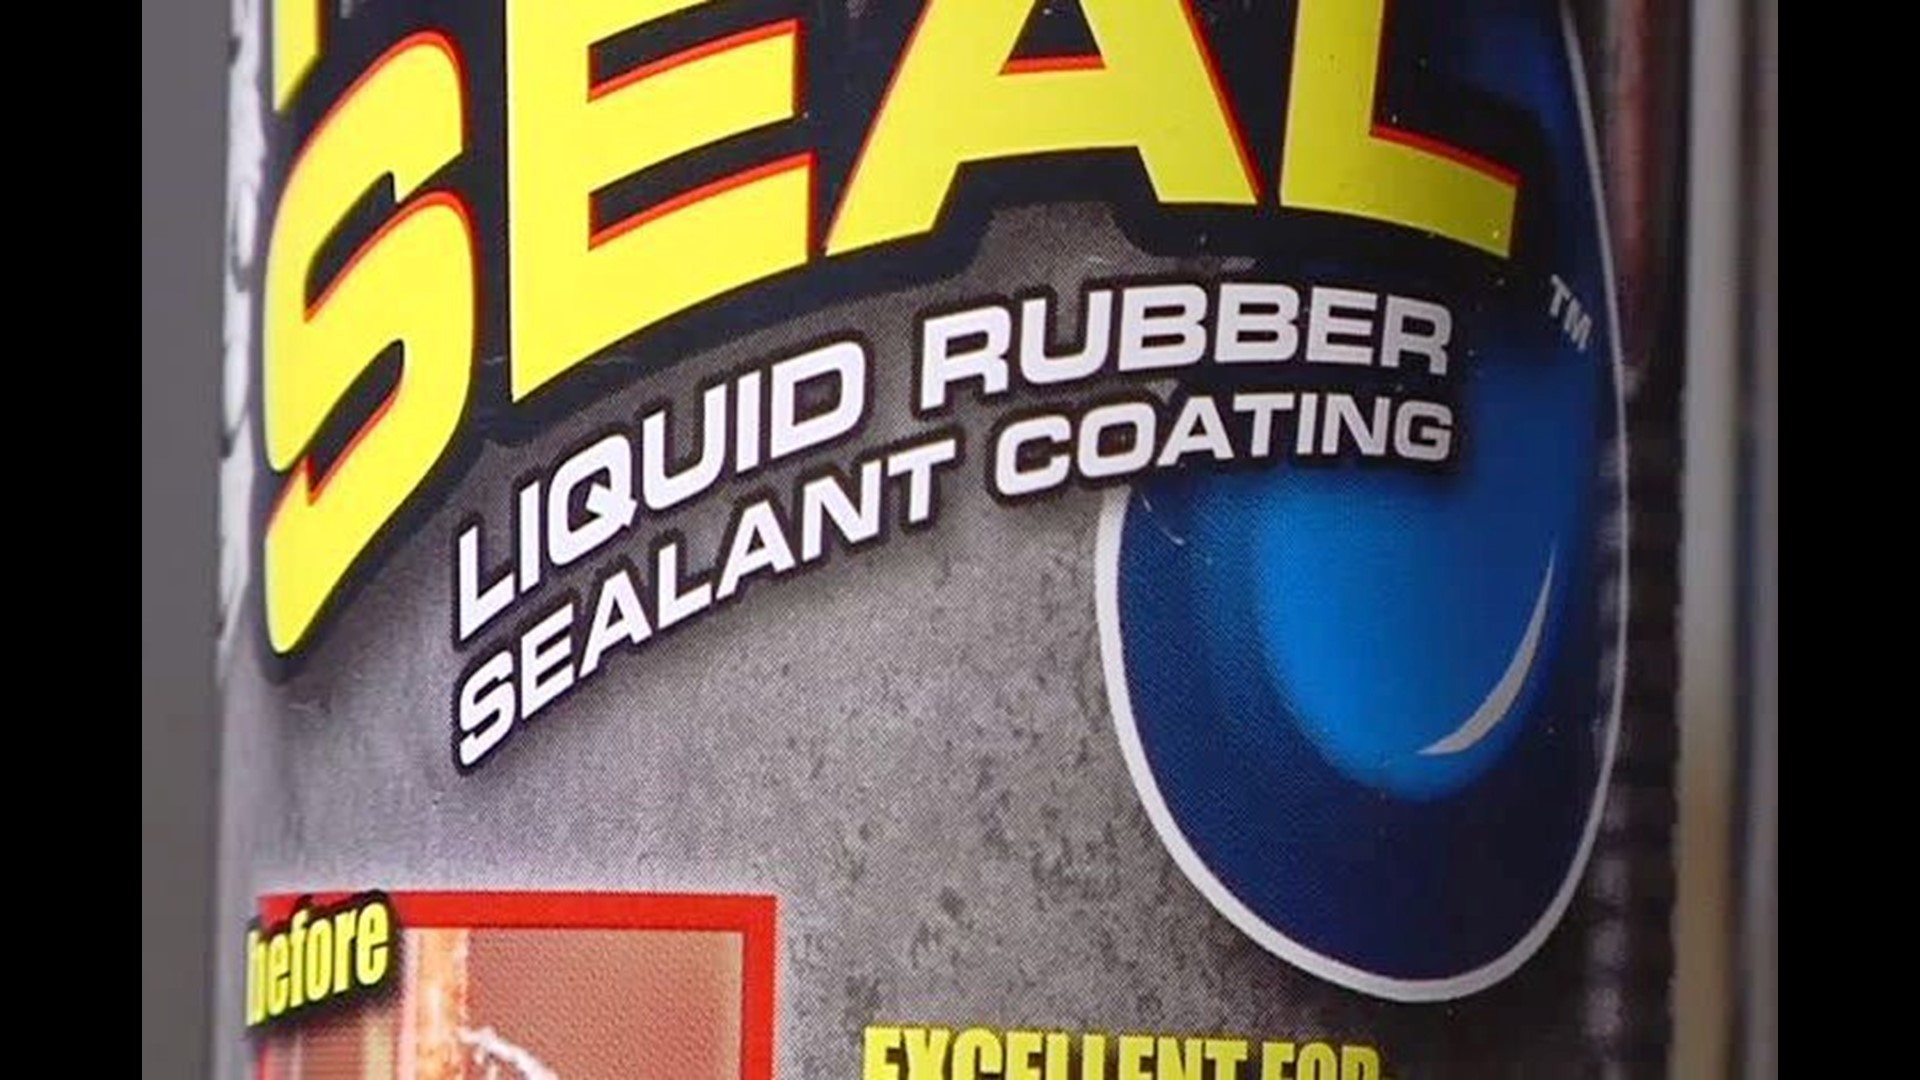 SEAL
™
LIQUID RUBBER
SEALANT COATING
before
EXCELLENT FOR